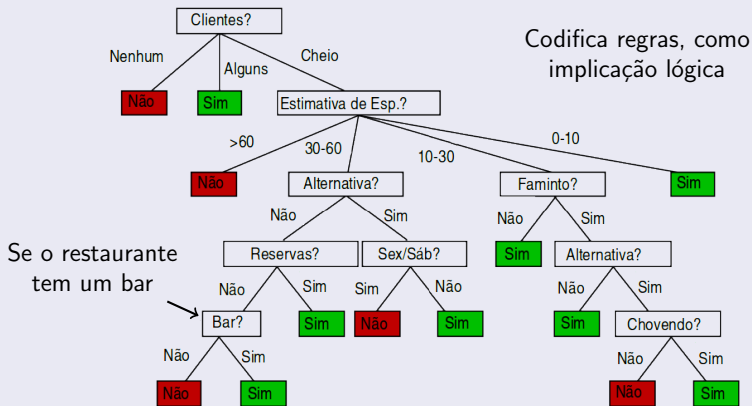 Clientes?
Codifica regras, como
implicação lógica
Nenhum
Alguns
Cheio
Não
Sim
Estimativa de Esp.?
>60
30-60
10-30
0-10
Não
Alternativa?
Faminto?
Sim
Não
Sim
Não
Sim
Se o restaurante
tem um bar
Reservas?
Sex/Sáb?
Sim
Alternativa?
Não
Sim
Sim
Não
Não
Sim
Bar?
Sim
Não
Sim
Sim
Chovendo?
Não
Sim
Não
Sim
Não
Sim
Não
Sim